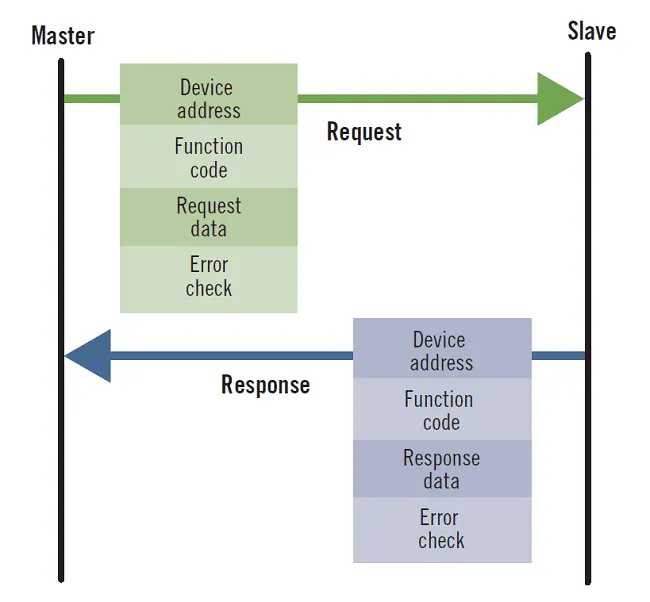 Master
Slave
Device
address
Request
Function
code
Request
data
Error
check
Device
address
Response
Function
code
Response
data
Error
check